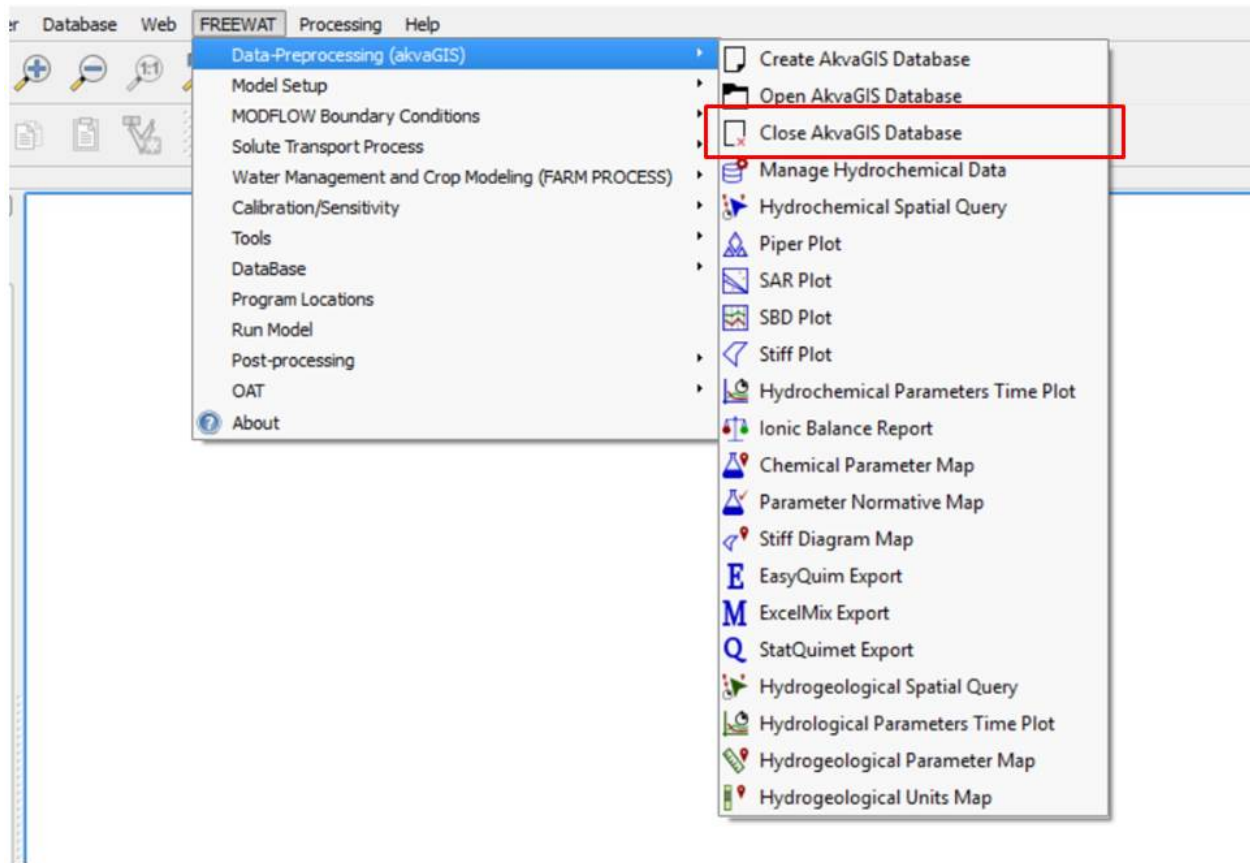 er Database Web FREEWAT Processing Help
1:1
Data-Preprocessing (akvaGIS)
Model Setup
MODFLOW Boundary Conditions
Solute Transport Process
Water Management and Crop Modeling (FARM PROCESS)
Calibration/Sensitivity
Tools
DataBase
Program Locations
Run Model
Post-processing
OAT
About
Create AkvaGIS Database
Open AkvaGIS Database
Close AkvaGIS Database
Manage Hydrochemical Data
Hydrochemical Spatial Query
Piper Plot
SAR Plot
SBD Plot
Stiff Plot
Hydrochemical Parameters Time Plot
Ionic Balance Report
Chemical Parameter Map
Parameter Normative Map
Stiff Diagram Map
E EasyQuim Export
M ExcelMix Export
Q StatQuimet Export
Hydrogeological Spatial Query
Hydrological Parameters Time Plot
Hydrogeological Parameter Map
Hydrogeological Units Map